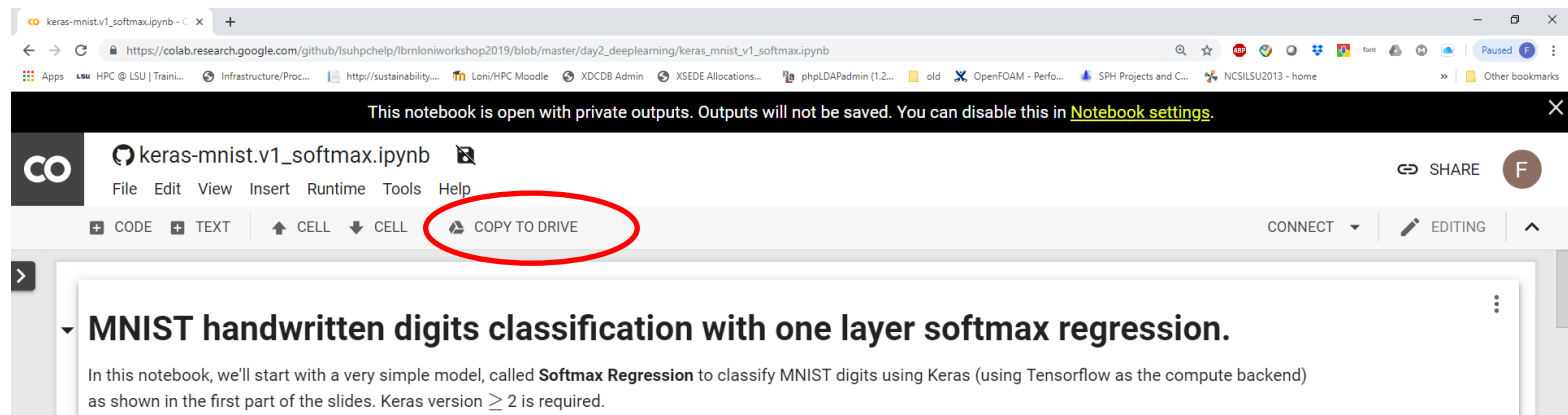 keras-mnist.v1_softmax.ipynb - C
https://colab.research.google.com/github/lsuhpchelp/lbrnloniworkshop2019/blob/master/day2_deeplearning/keras_mnist_v1_softmax.ipynb ABP font M Paused F
Apps LSU HPC @ LSU | Traini... Infrastructure/Proc... http://sustainability.... Loni/HPC Moodle XDCDB Admin XSEDE Allocations... phpLDAPadmin (1.2... old OpenFOAM - Perfo... SPH Projects and C... NCSILSU2013 - home » Other bookmarks
This notebook is open with private outputs. Outputs will not be saved. You can disable this in Notebook settings.
CO keras-mnist.v1_softmax.ipynb SHARE F
File Edit View Insert Runtime Tools Help
CODE TEXT CELL CELL COPY TO DRIVE CONNECT EDITING
MNIST handwritten digits classification with one layer softmax regression.
In this notebook, we'll start with a very simple model, called Softmax Regression to classify MNIST digits using Keras (using Tensorflow as the compute backend)
as shown in the first part of the slides. Keras version ≥ 2 is required.